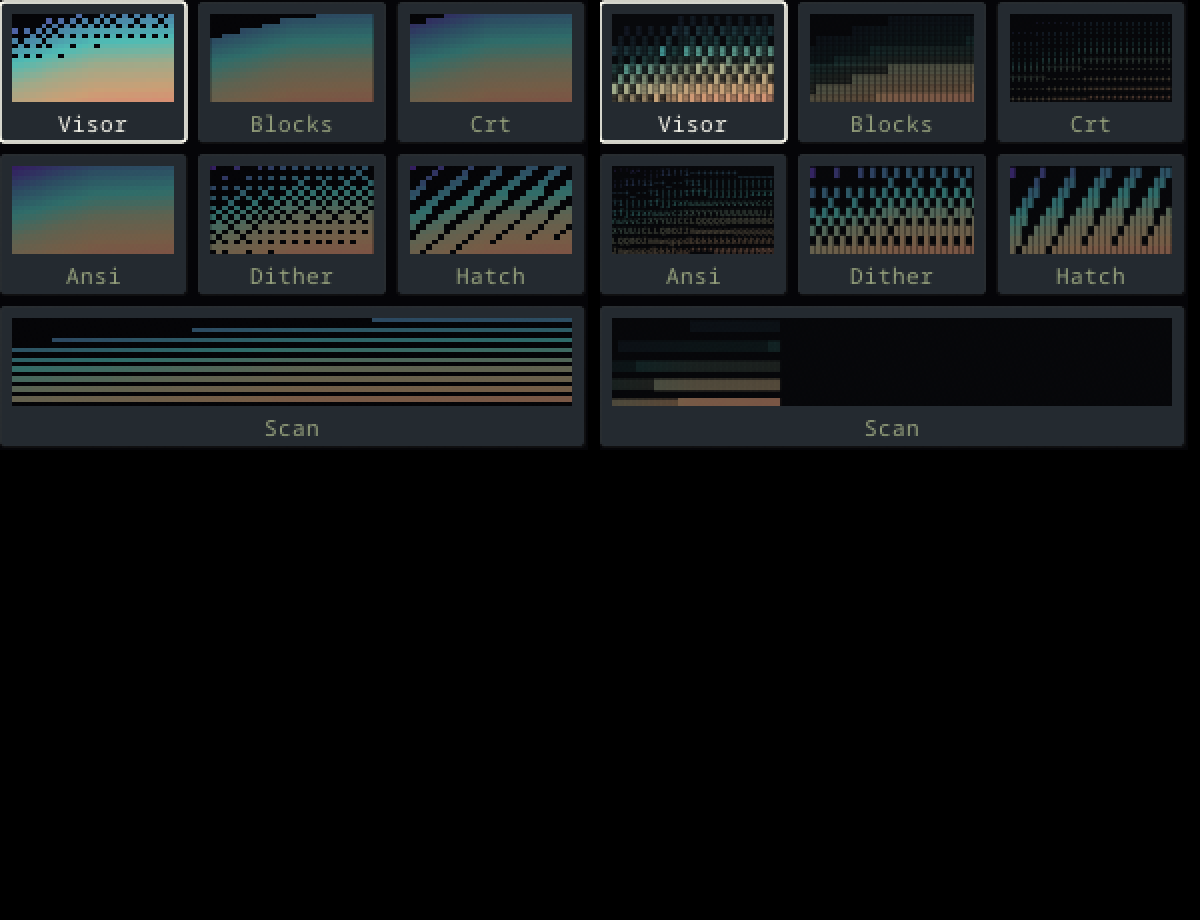 Visor Blocks Crt Visor Blocks Crt
Ansi Dither Hatch Ansi Dither Hatch
Scan Scan